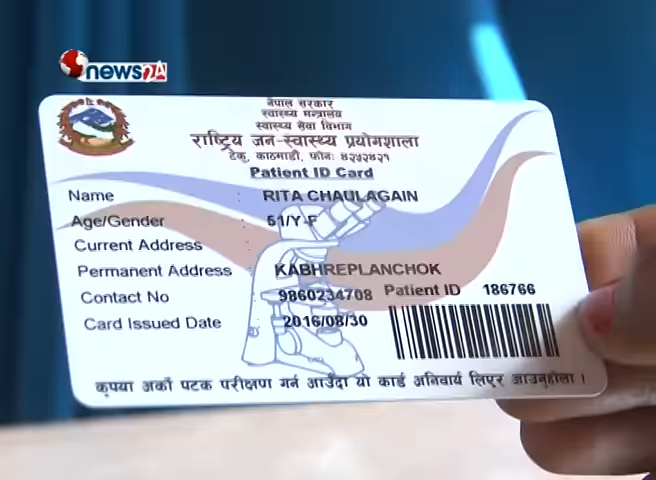 news24
नेपाल सरकार
स्वास्थ्य मन्त्रालय
स्वास्थ्य सेवा विभाग
राष्ट्रिय जन-स्वास्थ्य प्रयोगशाला
टेकु, काठमाडौं, फोनः ४२५२४२१
Patient ID Card
Name : RITA CHAULAGAIN
Age/Gender : 51/Y-F
Current Address :
Permanent Address : KABHREPLANCHOK
Contact No : 9860234708 Patient ID 186766
Card Issued Date : 2016/08/30
कृपया अर्को पटक परीक्षण गर्न आउँदा यो कार्ड अनिवार्य लिएर आउनुहोला ।